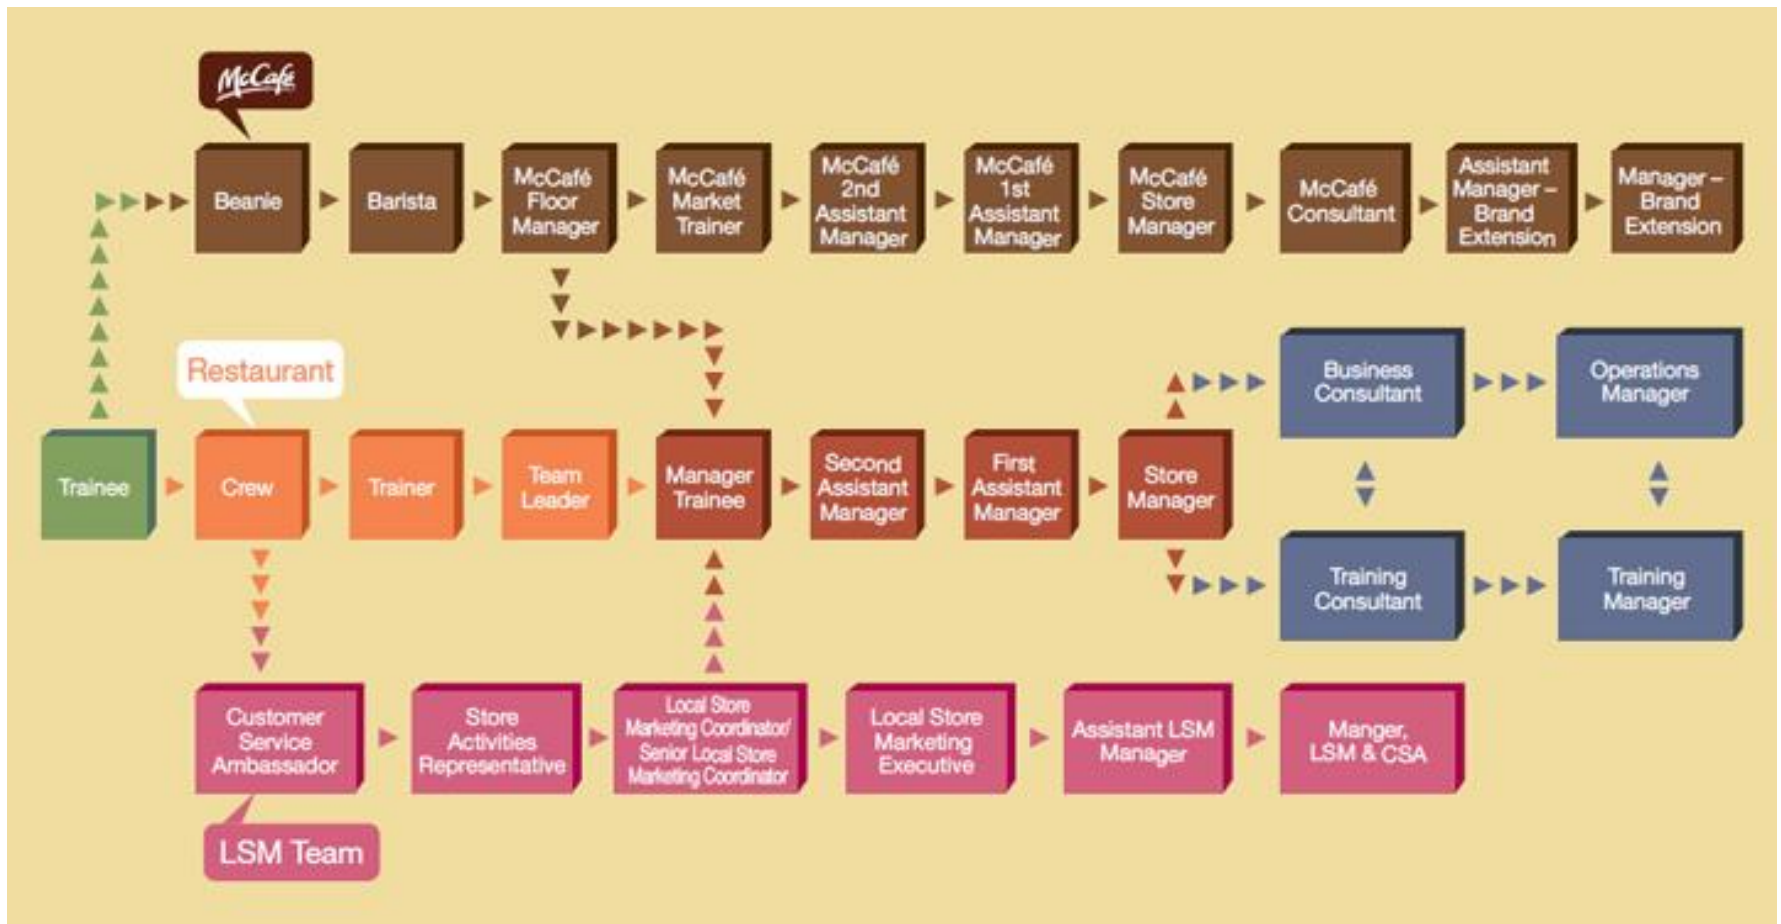 McCafé
Beanie
Barista
McCafé
Floor
Manager
McCafé
Market
Trainer
McCafé
2nd
Assistant
Manager
McCafé
1st
Assistant
Manager
McCafé
Store
Manager
McCafé
Consultant
Assistant
Manager –
Brand
Extension
Manager –
Brand
Extension
Restaurant
Business
Consultant
Operations
Manager
Trainee
Crew
Trainer
Team
Leader
Manager
Trainee
Second
Assistant
Manager
First
Assistant
Manager
Store
Manager
Training
Consultant
Training
Manager
Customer
Service
Ambassador
Store
Activities
Representative
Local Store
Marketing Coordinator/
Senior Local Store
Marketing Coordinator
Local Store
Marketing
Executive
Assistant LSM
Manager
Manger,
LSM & CSA
LSM Team